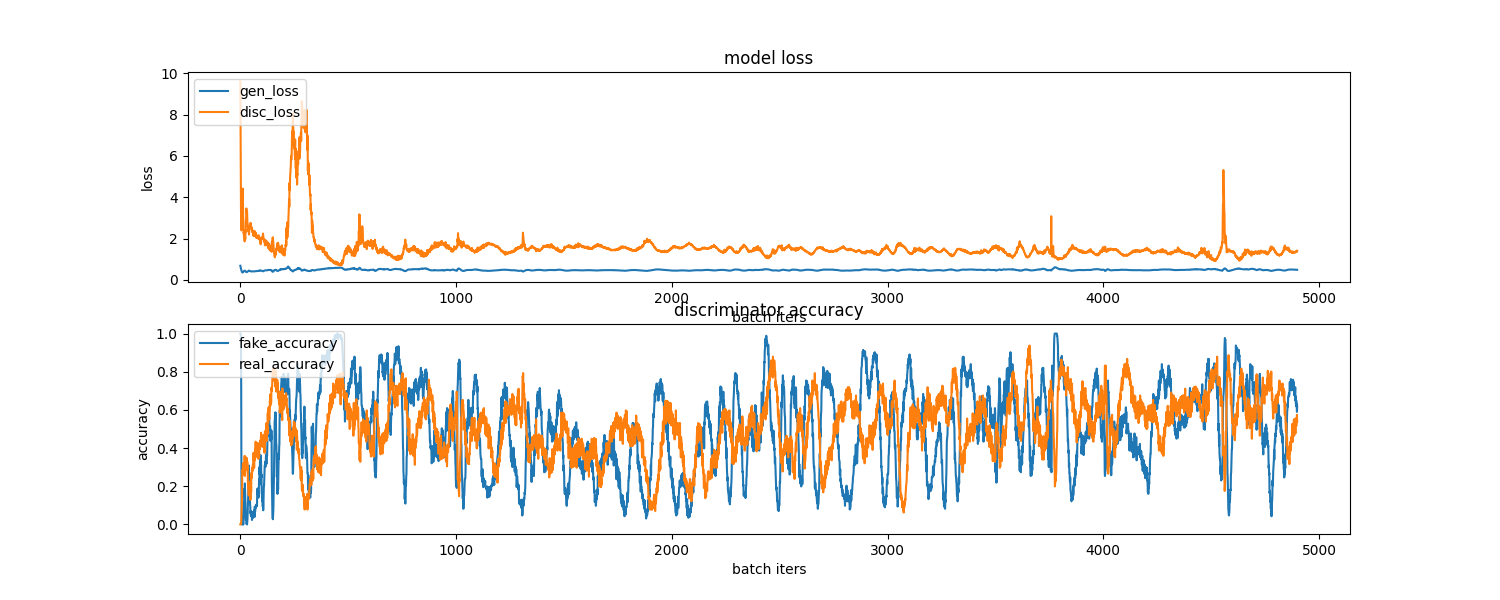 model loss
10
8
6
4
2
0
loss
gen_loss
disc_loss
0 1000 2000 3000 4000 5000
batch iters
discriminator accuracy
1.0
0.8
0.6
0.4
0.2
0.0
accuracy
fake_accuracy
real_accuracy
0 1000 2000 3000 4000 5000
batch iters